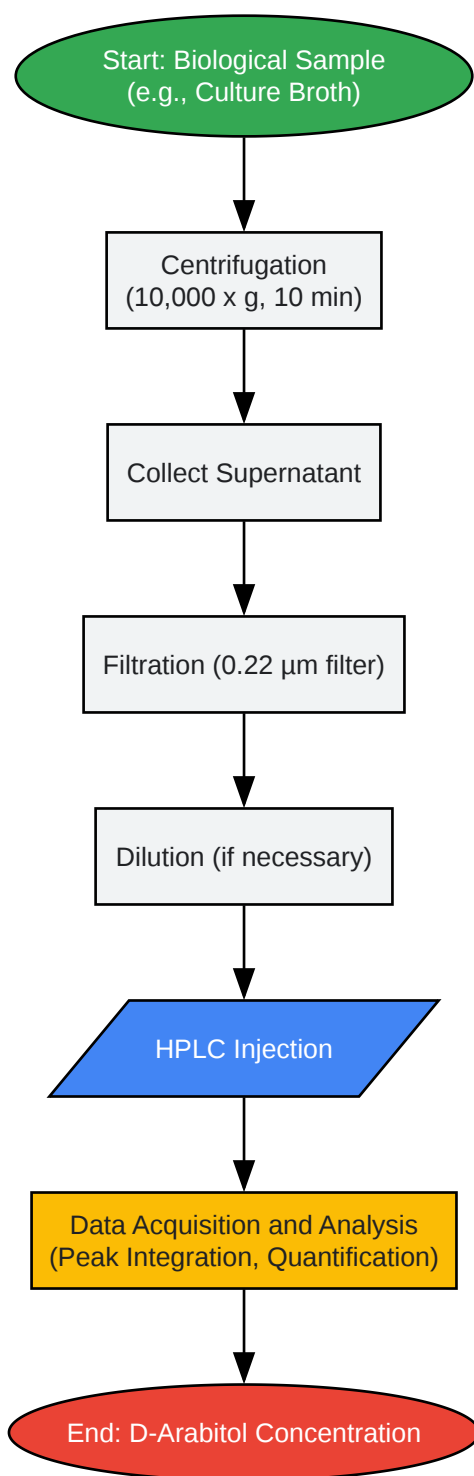 Start: Biological Sample
(e.g., Culture Broth)
Centrifugation
(10,000 x g, 10 min)
Collect Supernatant
Filtration (0.22 µm filter)
Dilution (if necessary)
HPLC Injection
Data Acquisition and Analysis
(Peak Integration, Quantification)
End: D-Arabitol Concentration